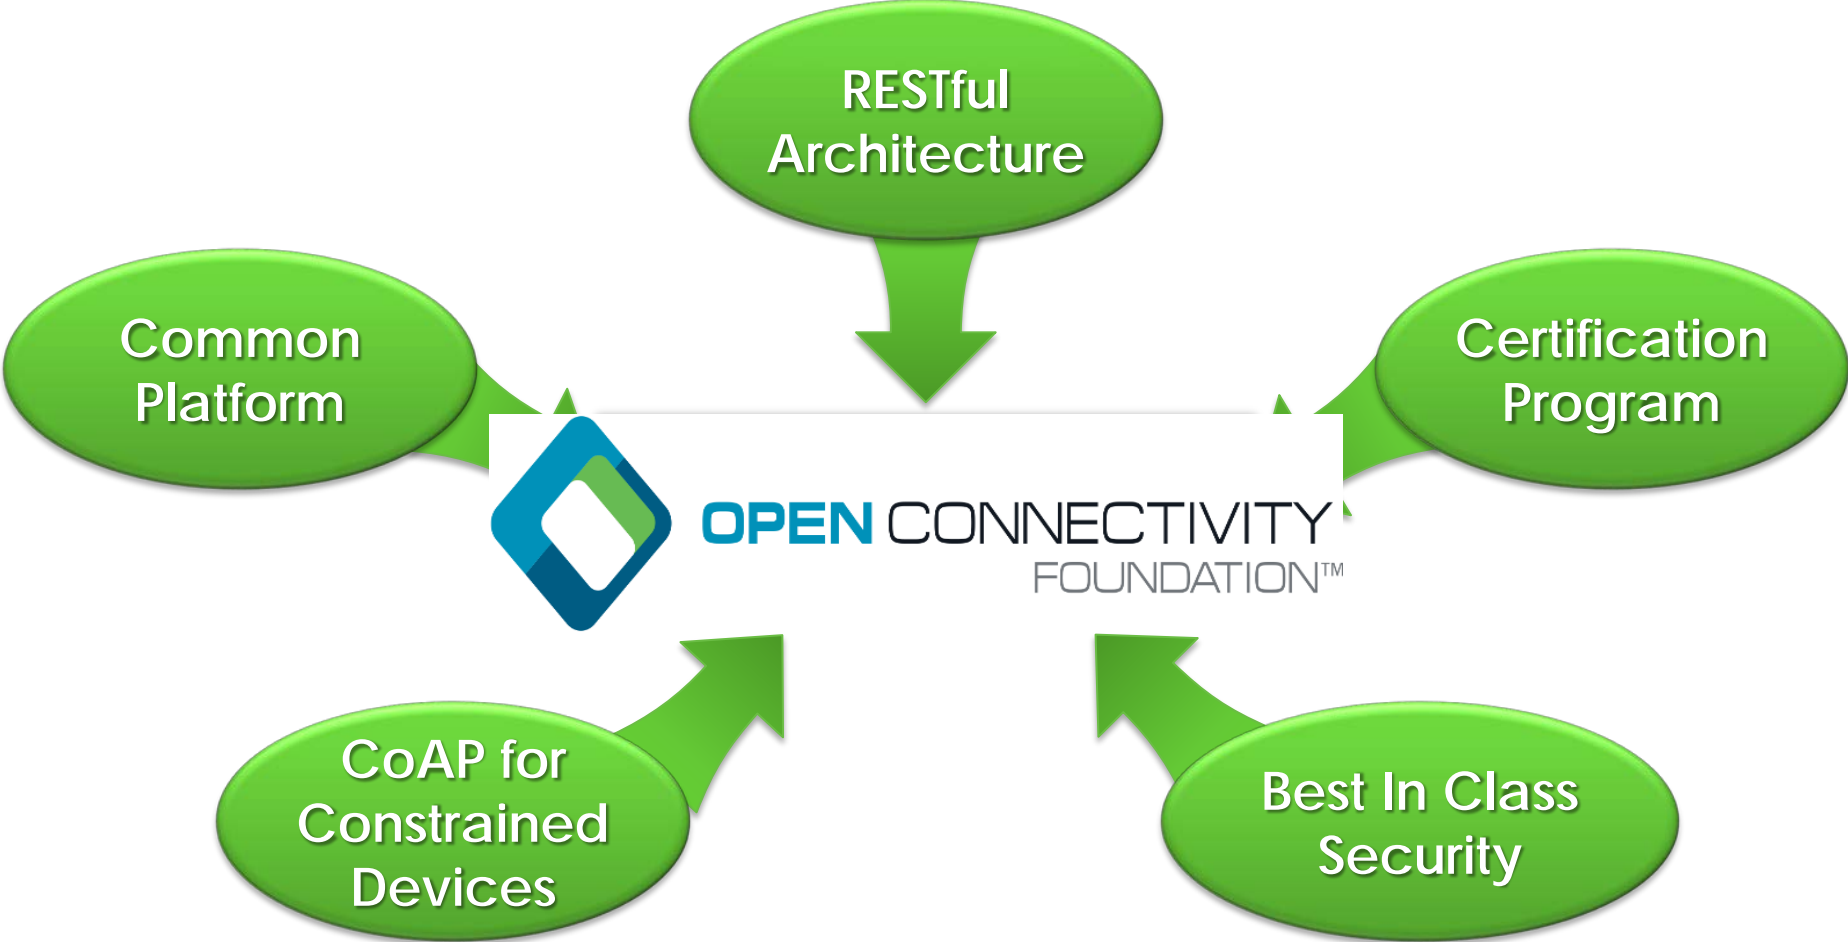 RESTful
Architecture
Common
Platform
Certification
Program
OPEN CONNECTIVITY
FOUNDATION™
CoAP for
Constrained
Devices
Best In Class
Security